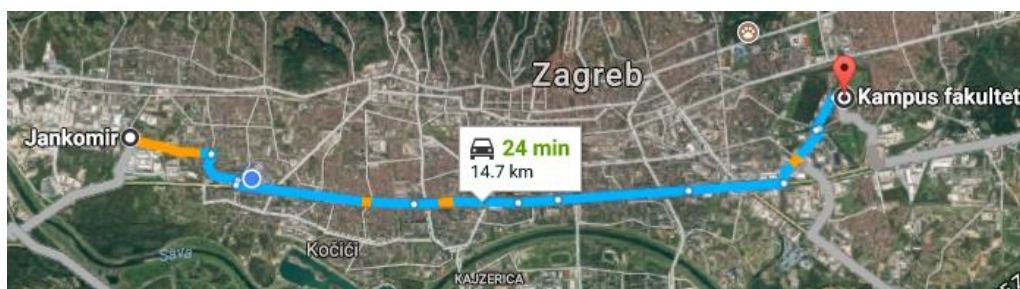 Zagreb
Kampus fakultet
Jankomir
24 min
14.7 km
Kočići
Sava
KAJZERICA